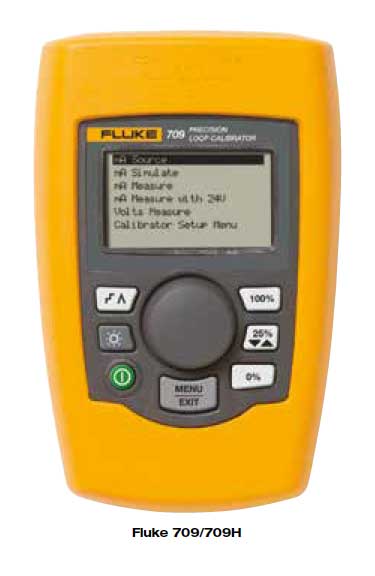 FLUKE 709 PRECISION
LOOP CALIBRATOR
mA Source
mA Simulate
mA Measure
mA Measure with 24V
Volts Measure
Calibrator Setup Menu
100%
25%
0%
MENU
EXIT
Fluke 709/709H